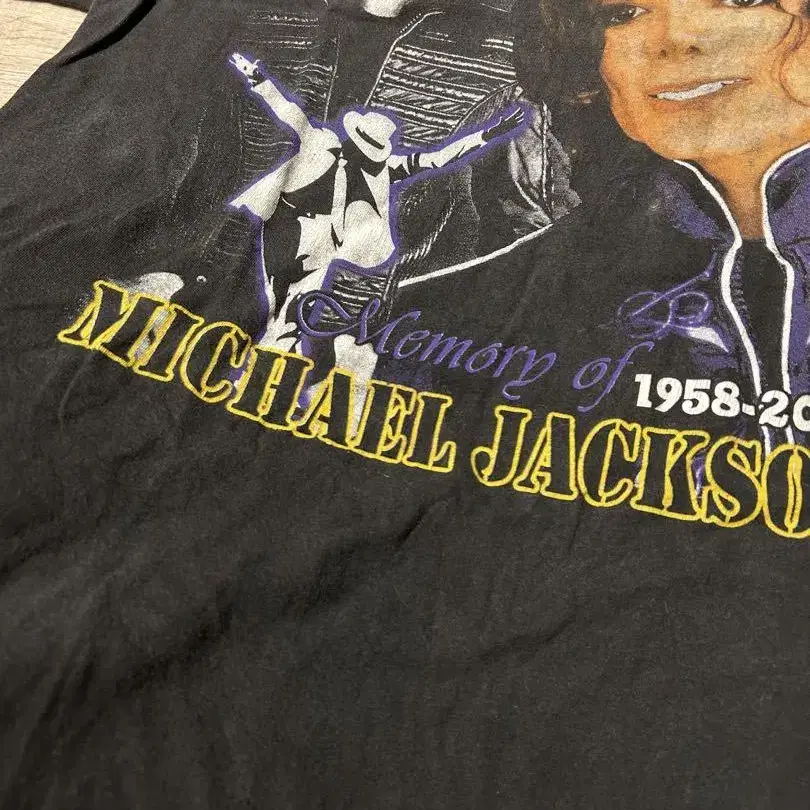 Memory of
1958-20
MICHAEL JACKSO